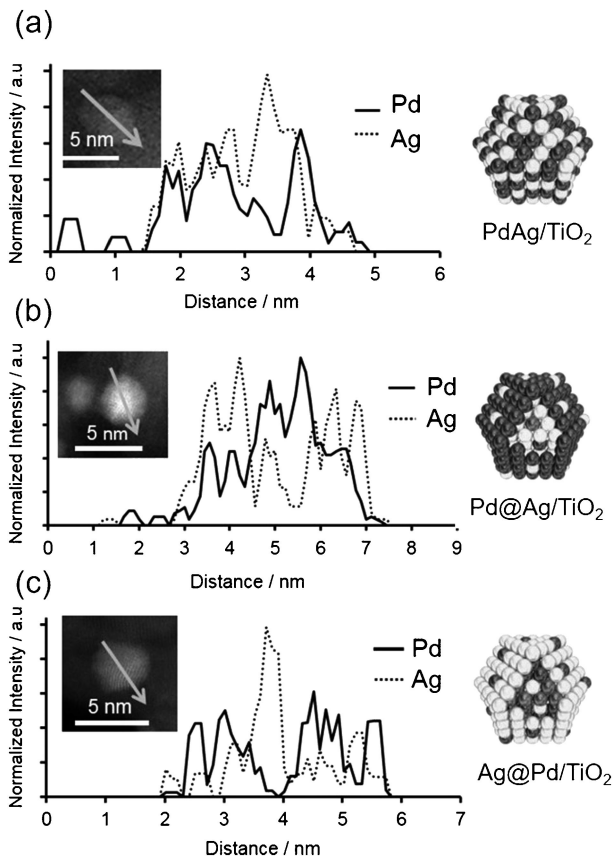 (a)
Normalized Intensity / a.u
5 nm
Pd
Ag
PdAg/TiO2
0 1 2 3 4 5 6
Distance / nm
(b)
Normalized Intensity / a.u
5 nm
Pd
Ag
Pd@Ag/TiO2
0 1 2 3 4 5 6 7 8 9
Distance / nm
(c)
Normalized Intensity / a.u
5 nm
Pd
Ag
Ag@Pd/TiO2
0 1 2 3 4 5 6 7
Distance / nm